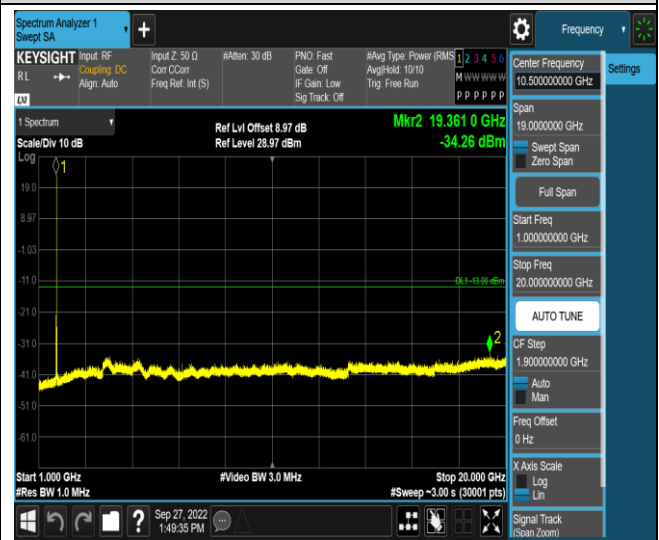 Spectrum Analyzer 1
Swept SA
+
Frequency
KEYSIGHT
RL
LXI
Input: RF
Coupling: DC
Align: Auto
Input Z: 50 Ω
Corr CCorr
Freq Ref: Int (S)
#Atten: 30 dB
PNO: Fast
Gate: Off
IF Gain: Low
Sig Track: Off
#Avg Type: Power (RMS
Avg|Hold: 10/10
Trig: Free Run
1 2 3 4 5 6
M W W W W W
P P P P P P
1 Spectrum
Scale/Div 10 dB
Log
Ref Lvl Offset 8.97 dB
Ref Level 28.97 dBm
Mkr2 19.361 0 GHz
-34.26 dBm
1
19.0
8.97
-1.03
-11.0
-21.0
-31.0
-41.0
-51.0
-61.0
DL1 -13.00 dBm
2
Start 1.000 GHz
#Res BW 1.0 MHz
#Video BW 3.0 MHz
Stop 20.000 GHz
#Sweep ~3.00 s (30001 pts)
Center Frequency
10.500000000 GHz
Settings
Span
19.0000000 GHz
Swept Span
Zero Span
Full Span
Start Freq
1.000000000 GHz
Stop Freq
20.000000000 GHz
AUTO TUNE
CF Step
1.900000000 GHz
Auto
Man
Freq Offset
0 Hz
X Axis Scale
Log
Lin
Signal Track
(Span Zoom)
?
Sep 27, 2022
1:49:35 PM